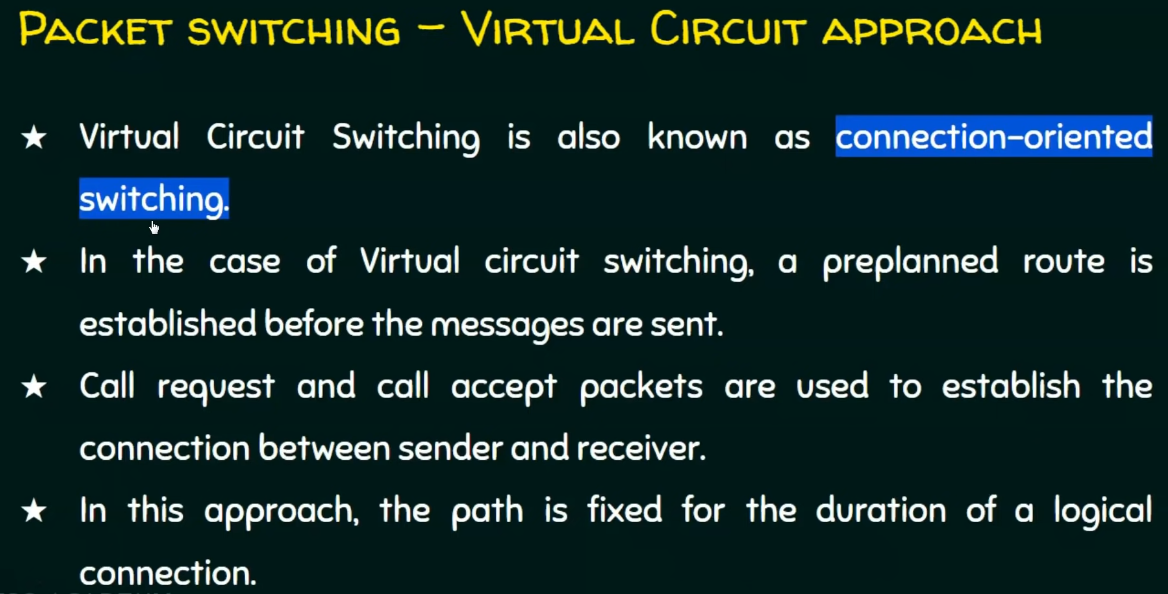 PACKET SWITCHING – VIRTUAL CIRCUIT APPROACH
★ Virtual Circuit Switching is also known as connection-oriented
switching.
★ In the case of Virtual circuit switching, a preplanned route is
established before the messages are sent.
★ Call request and call accept packets are used to establish the
connection between sender and receiver.
★ In this approach, the path is fixed for the duration of a logical
connection.